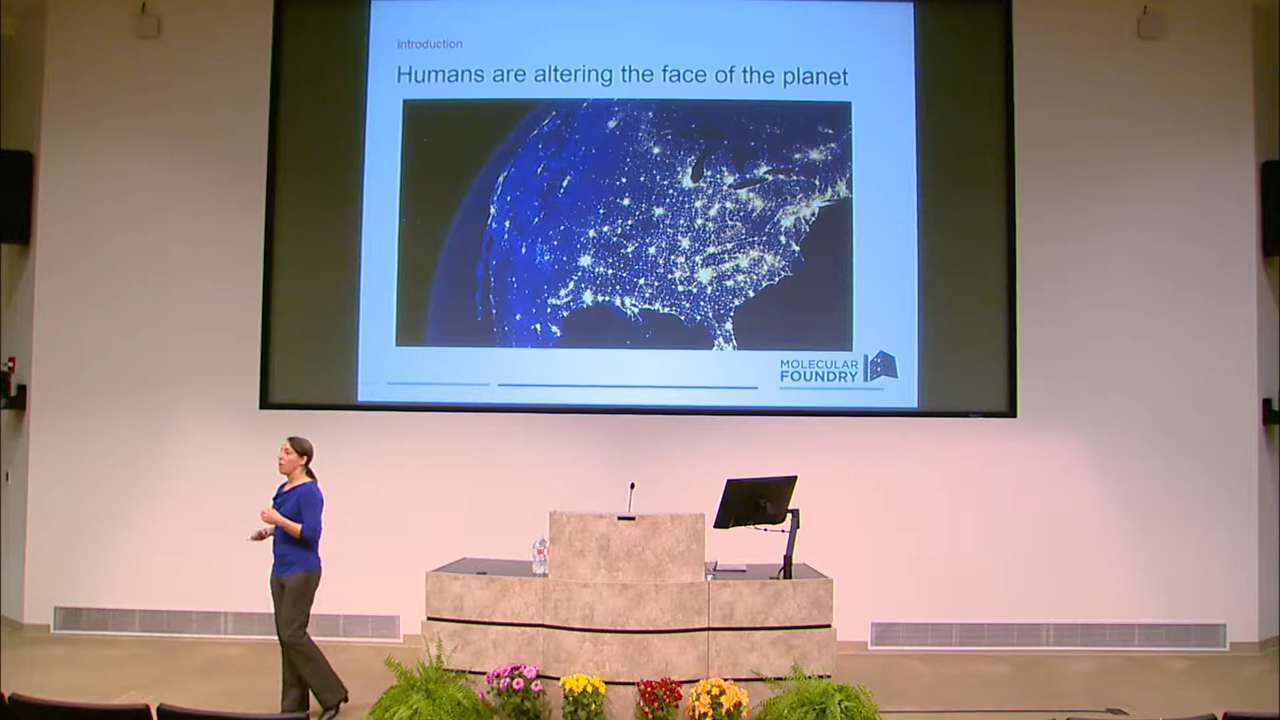 Introduction
Humans are altering the face of the planet
MOLECULAR
FOUNDRY